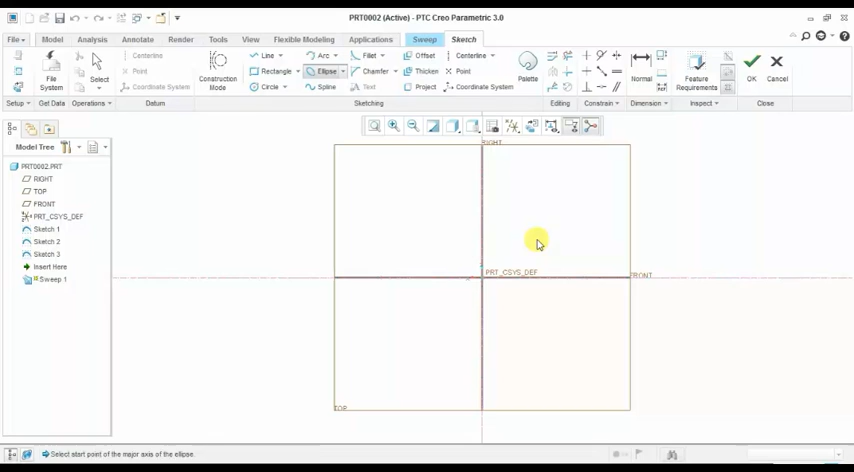 PRT0002 (Active) - PTC Creo Parametric 3.0
File Model Analysis Annotate Render Tools View Flexible Modeling Applications Sweep Sketch
File System
Select
Centerline
Point
Coordinate System
Construction Mode
Line Arc Fillet Offset Centerline
Rectangle Ellipse Chamfer Thicken Point
Circle Spline Text Project Coordinate System
Palette
Normal
Feature Requirements
OK
Cancel
Setup Get Data Operations Datum Sketching Editing Constrain Dimension Inspect Close
Model Tree
PRT0002.PRT
RIGHT
TOP
FRONT
PRT_CSYS_DEF
Sketch 1
Sketch 2
Sketch 3
Insert Here
Sweep 1
RIGHT
PRT_CSYS_DEF
FRONT
TOP
Select start point of the major axis of the ellipse.